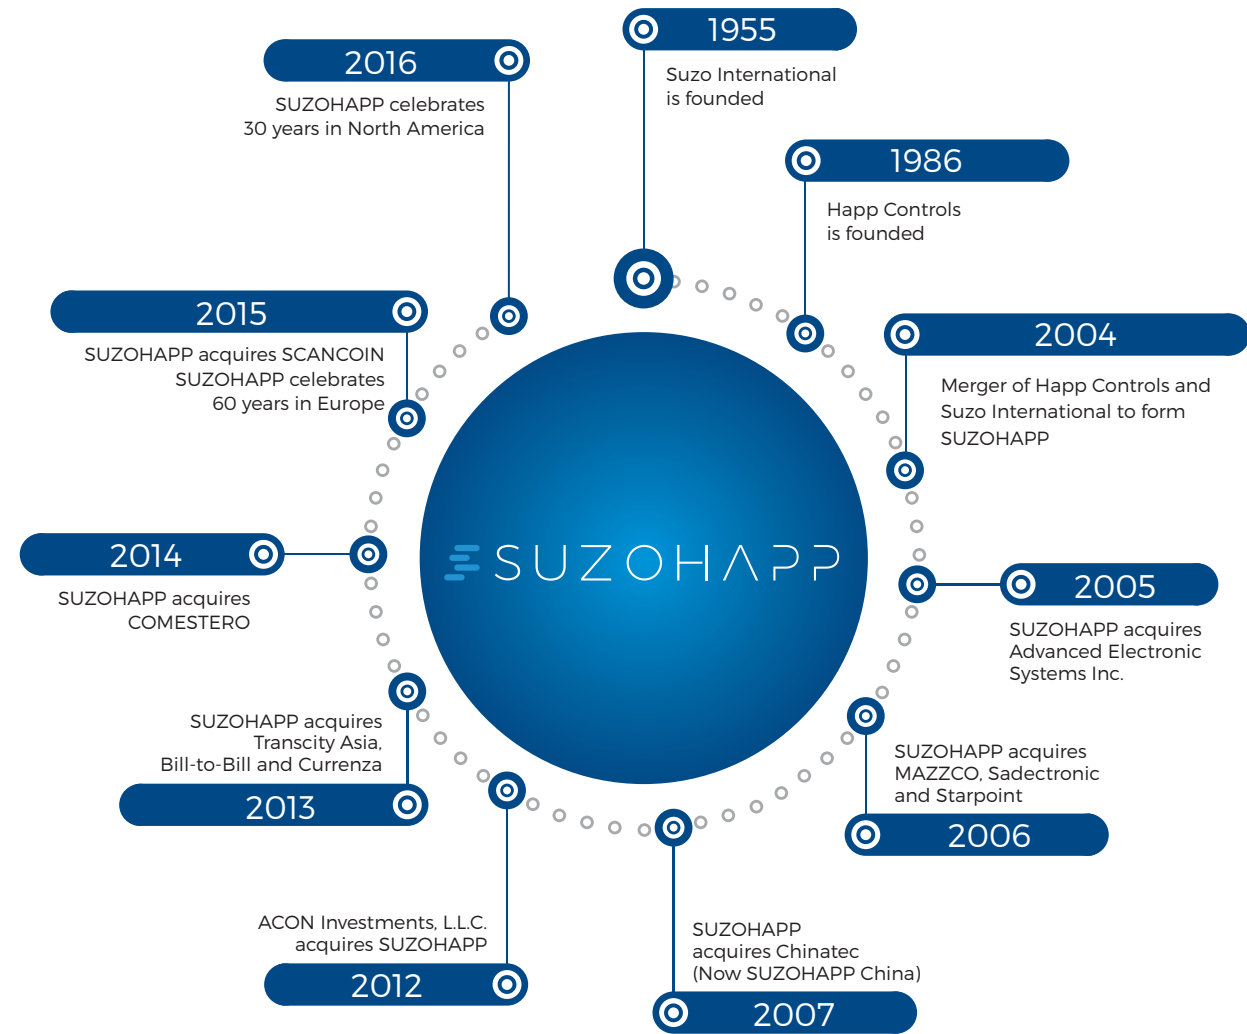 1955
Suzo International
is founded
1986
Happ Controls
is founded
2004
Merger of Happ Controls and
Suzo International to form
SUZOHAPP
2005
SUZOHAPP acquires
Advanced Electronic
Systems Inc.
SUZOHAPP acquires
MAZZCO, Sadectronic
and Starpoint
2006
SUZOHAPP
acquires Chinatec
(Now SUZOHAPP China)
2007
ACON Investments, L.L.C.
acquires SUZOHAPP
2012
SUZOHAPP acquires
Transcity Asia,
Bill-to-Bill and Currenza
2013
2014
SUZOHAPP acquires
COMESTERO
2015
SUZOHAPP acquires SCANCOIN
SUZOHAPP celebrates
60 years in Europe
2016
SUZOHAPP celebrates
30 years in North America
SUZOHAPP